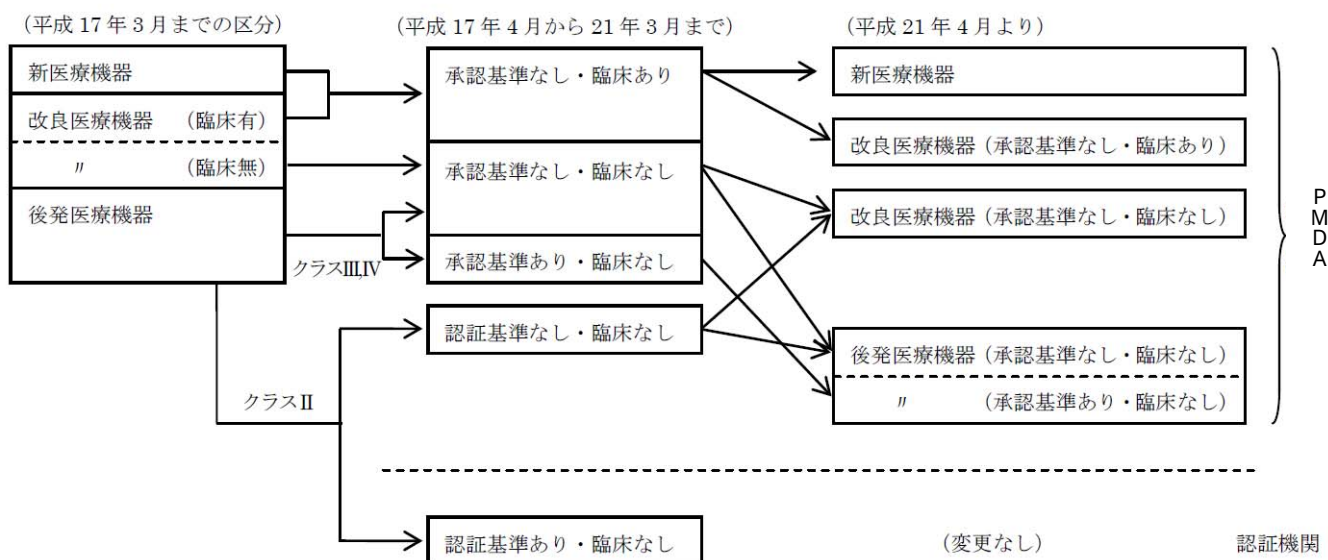 (平成 17 年 3 月までの区分)
(平成 17 年 4 月から 21 年 3 月まで)
(平成 21 年 4 月より)
新医療機器
改良医療機器 (臨床有)
〃 (臨床無)
後発医療機器
クラスⅢ,Ⅳ
クラスⅡ
承認基準なし・臨床あり
承認基準なし・臨床なし
承認基準あり・臨床なし
認証基準なし・臨床なし
認証基準あり・臨床なし
新医療機器
改良医療機器 (承認基準なし・臨床あり)
改良医療機器 (承認基準なし・臨床なし)
後発医療機器 (承認基準なし・臨床なし)
〃 (承認基準あり・臨床なし)
(変更なし)
P
M
D
A
認証機関